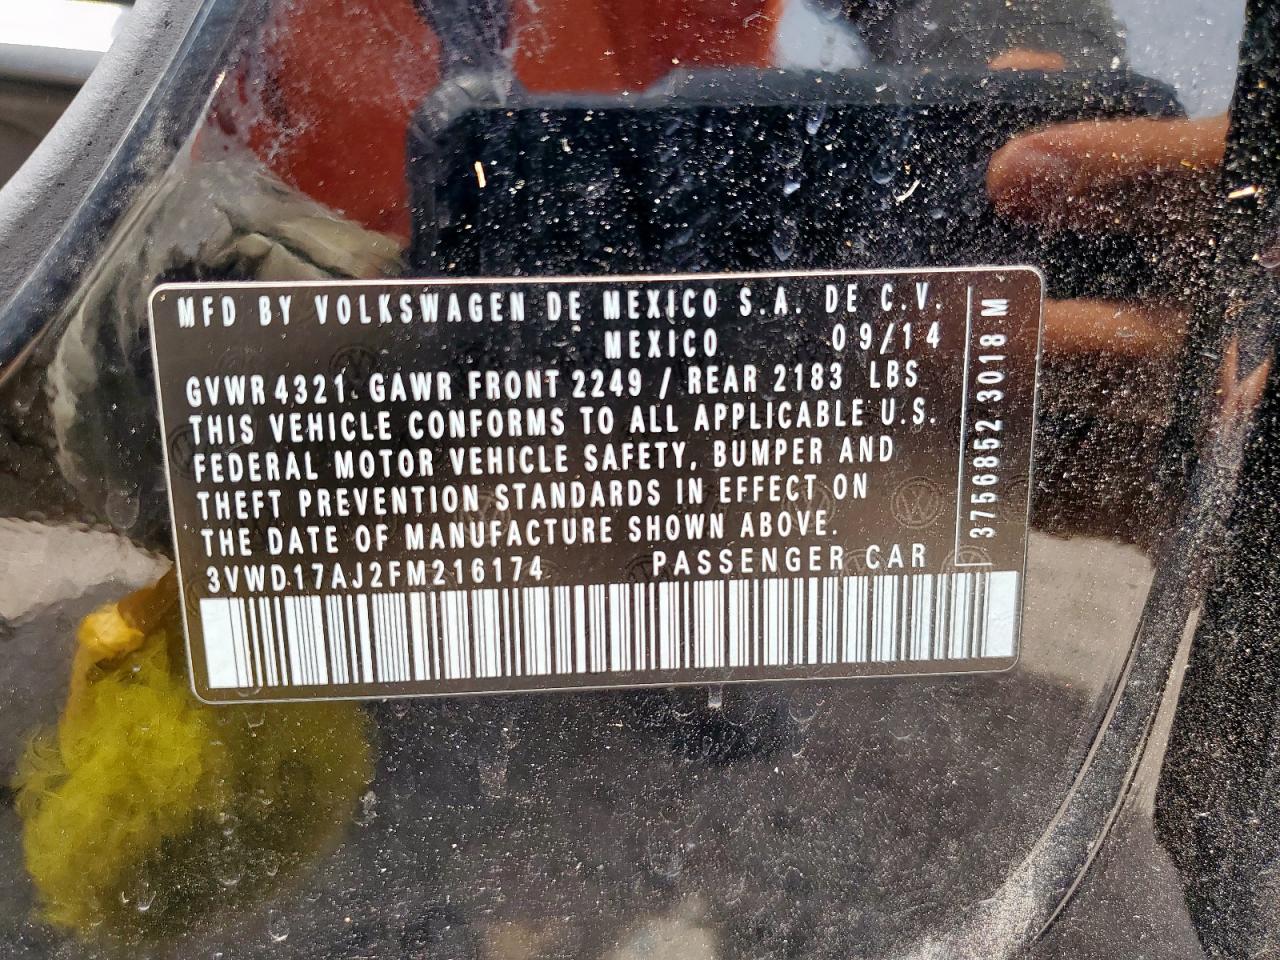 MFD BY VOLKSWAGEN DE MEXICO S.A. DE C.V.
MEXICO 09/14
GVWR 4321 GAWR FRONT 2249 / REAR 2183 LBS
THIS VEHICLE CONFORMS TO ALL APPLICABLE U.S.
FEDERAL MOTOR VEHICLE SAFETY, BUMPER AND
THEFT PREVENTION STANDARDS IN EFFECT ON
THE DATE OF MANUFACTURE SHOWN ABOVE.
3VWD17AJ2FM216174 PASSENGER CAR
3756852 3018 M